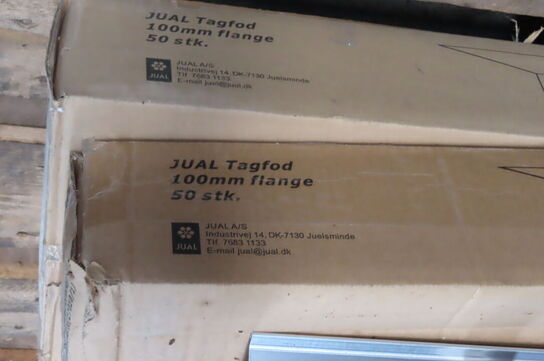 JUAL Tagfod
100mm flange
50 stk.
JUAL
JUAL A/S
Industrivej 14, DK-7130 Juelsminde
Tlf. 7683 1133
E-mail jual@jual.dk
JUAL Tagfod
100mm flange
50 stk.
JUAL
JUAL A/S
Industrivej 14, DK-7130 Juelsminde
Tlf. 7683 1133
E-mail jual@jual.dk